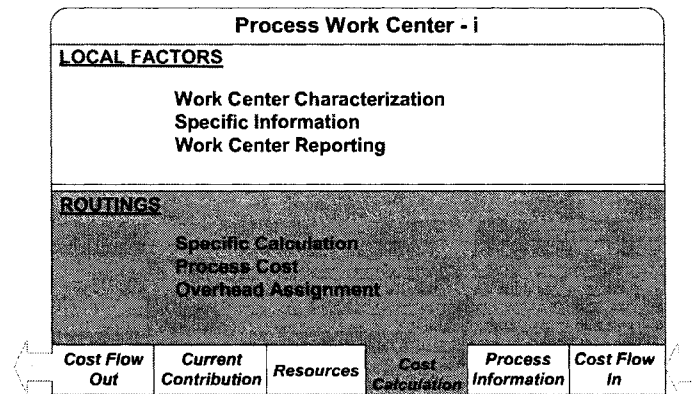 Process Work Center - i
LOCAL FACTORS
Work Center Characterization
Specific Information
Work Center Reporting
ROUTINGS
Specific Calculation
Process Cost
Overhead Assignment
Cost Flow Out
Current Contribution
Resources
Cost Calculation
Process Information
Cost Flow In